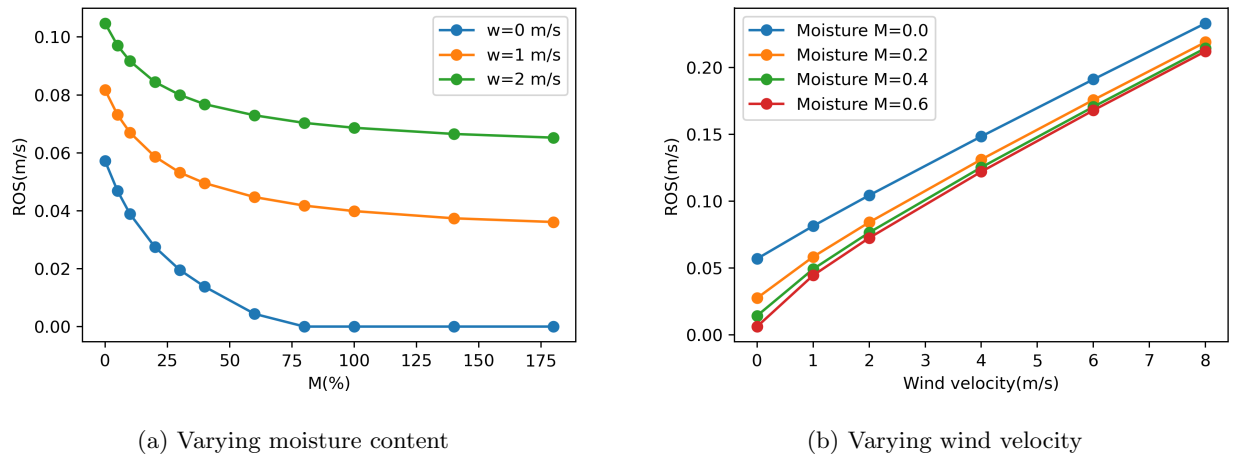 0.10
0.08
0.06
0.04
0.02
0.00
ROS(m/s)
w=0 m/s
w=1 m/s
w=2 m/s
0 25 50 75 100 125 150 175
M(%)
(a) Varying moisture content
0.20
0.15
0.10
0.05
0.00
ROS(m/s)
Moisture M=0.0
Moisture M=0.2
Moisture M=0.4
Moisture M=0.6
0 1 2 3 4 5 6 7 8
Wind velocity(m/s)
(b) Varying wind velocity